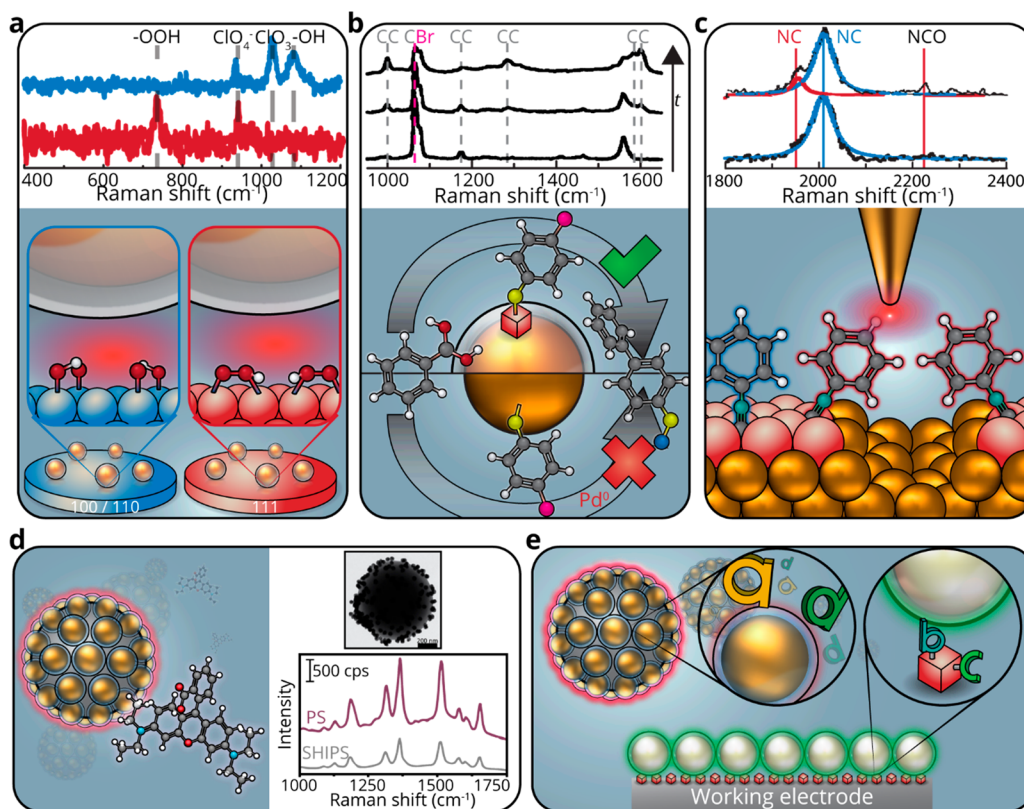 a
-OOH ClO₄⁻ ClO₃⁻ -OH
400 600 800 1000 1200
Raman shift (cm⁻¹)
100 / 110
111
b
CC CBr CC CC CC
t
1000 1200 1400 1600
Raman shift (cm⁻¹)
Pd⁰
c
NC NC NCO
1800 2000 2200 2400
Raman shift (cm⁻¹)
d
200 nm
500 cps
Intensity
PS
SHIPS
1000 1250 1500 1750
Raman shift (cm⁻¹)
e
a d
a
d
d
b
c
Working electrode